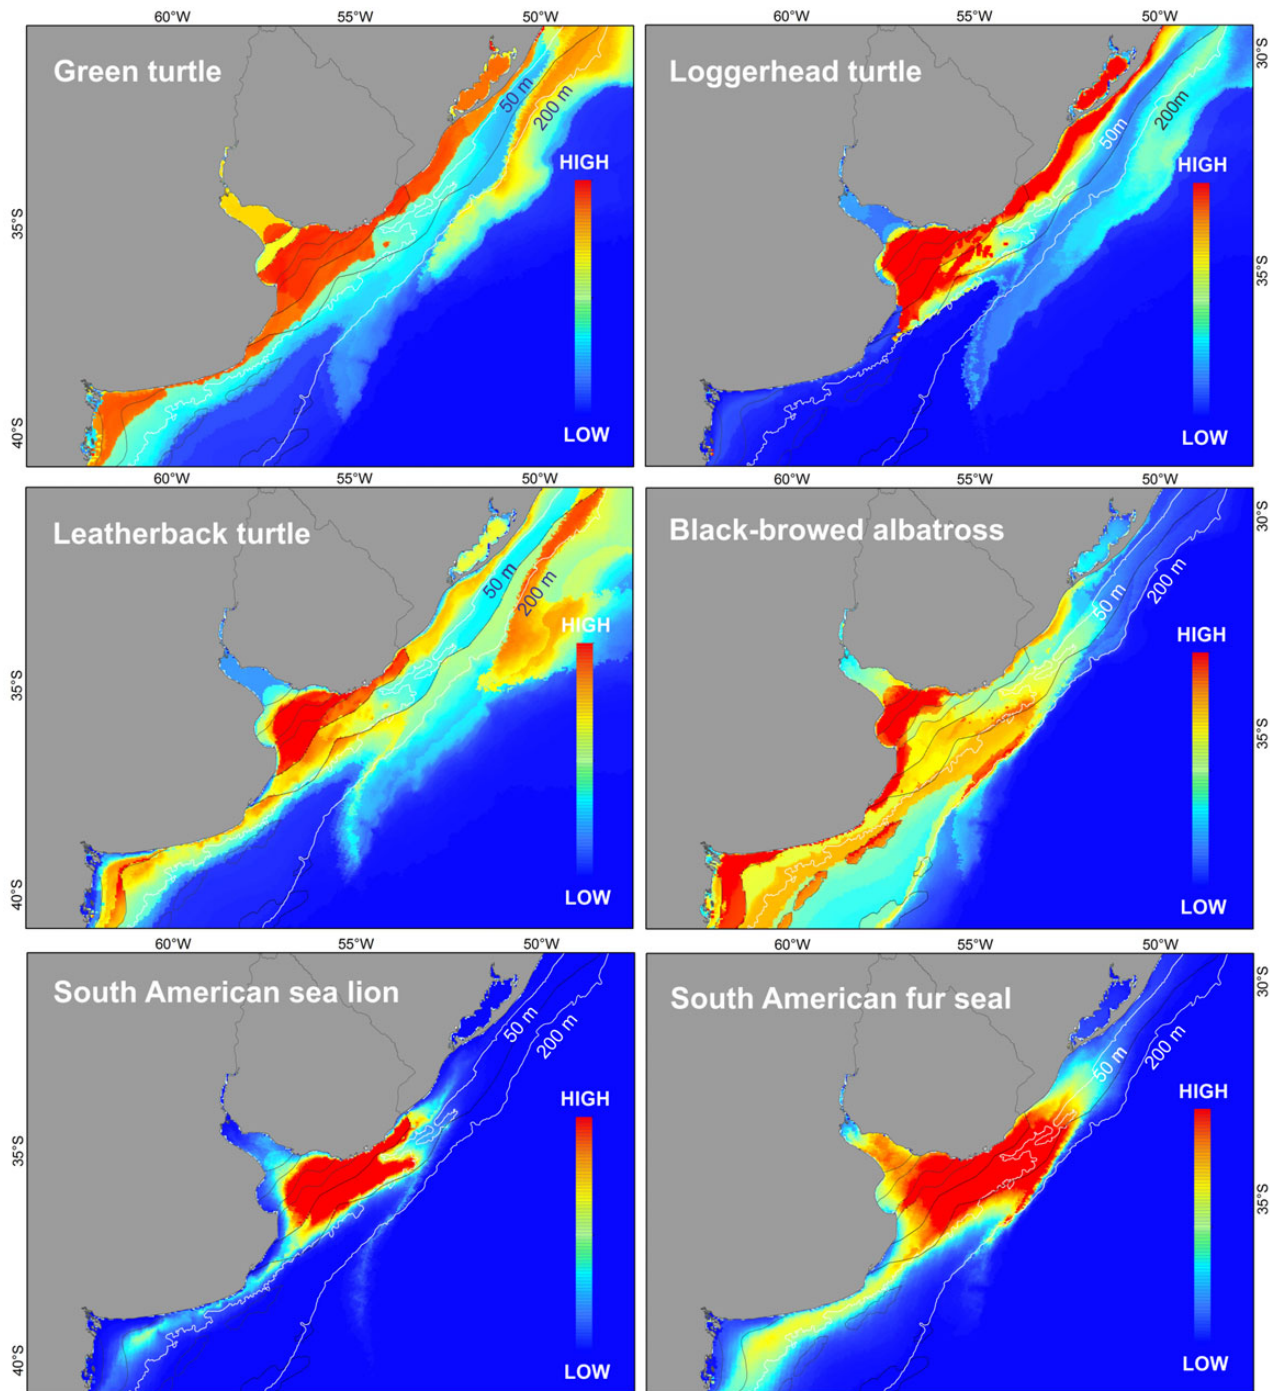 60°W 55°W 50°W 60°W 55°W 50°W
Green turtle
50 m
200 m
HIGH
LOW
35°S
40°S
Loggerhead turtle
50m
200m
HIGH
LOW
30°S
35°S
60°W 55°W 50°W 60°W 55°W 50°W
Leatherback turtle
50 m
200 m
HIGH
LOW
35°S
40°S
Black-browed albatross
50 m
200 m
HIGH
LOW
30°S
35°S
60°W 55°W 50°W 60°W 55°W 50°W
South American sea lion
50 m
200 m
HIGH
LOW
35°S
40°S
South American fur seal
50 m
200 m
HIGH
LOW
30°S
35°S